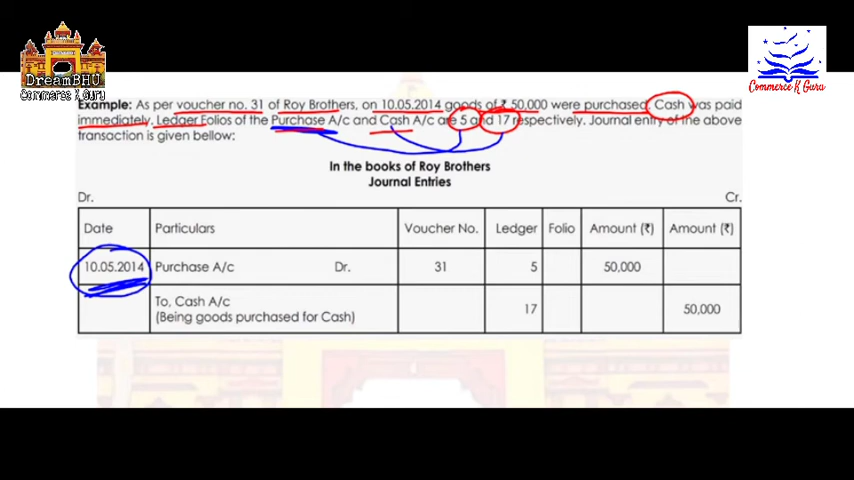 DreamBHU
Commerce K Guru
Commerce K Guru
Example: As per voucher no. 31 of Roy Brothers, on 10.05.2014 goods of ₹ 50,000 were purchased. Cash was paid
immediately. Ledger Folios of the Purchase A/c and Cash A/c are 5 and 17 respectively. Journal entry of the above
transaction is given bellow:
In the books of Roy Brothers
Journal Entries
Dr. Cr.
Date Particulars Voucher No. Ledger Folio Amount (₹) Amount (₹)
10.05.2014 Purchase A/c Dr. 31 5 50,000
To, Cash A/c
(Being goods purchased for Cash) 17 50,000